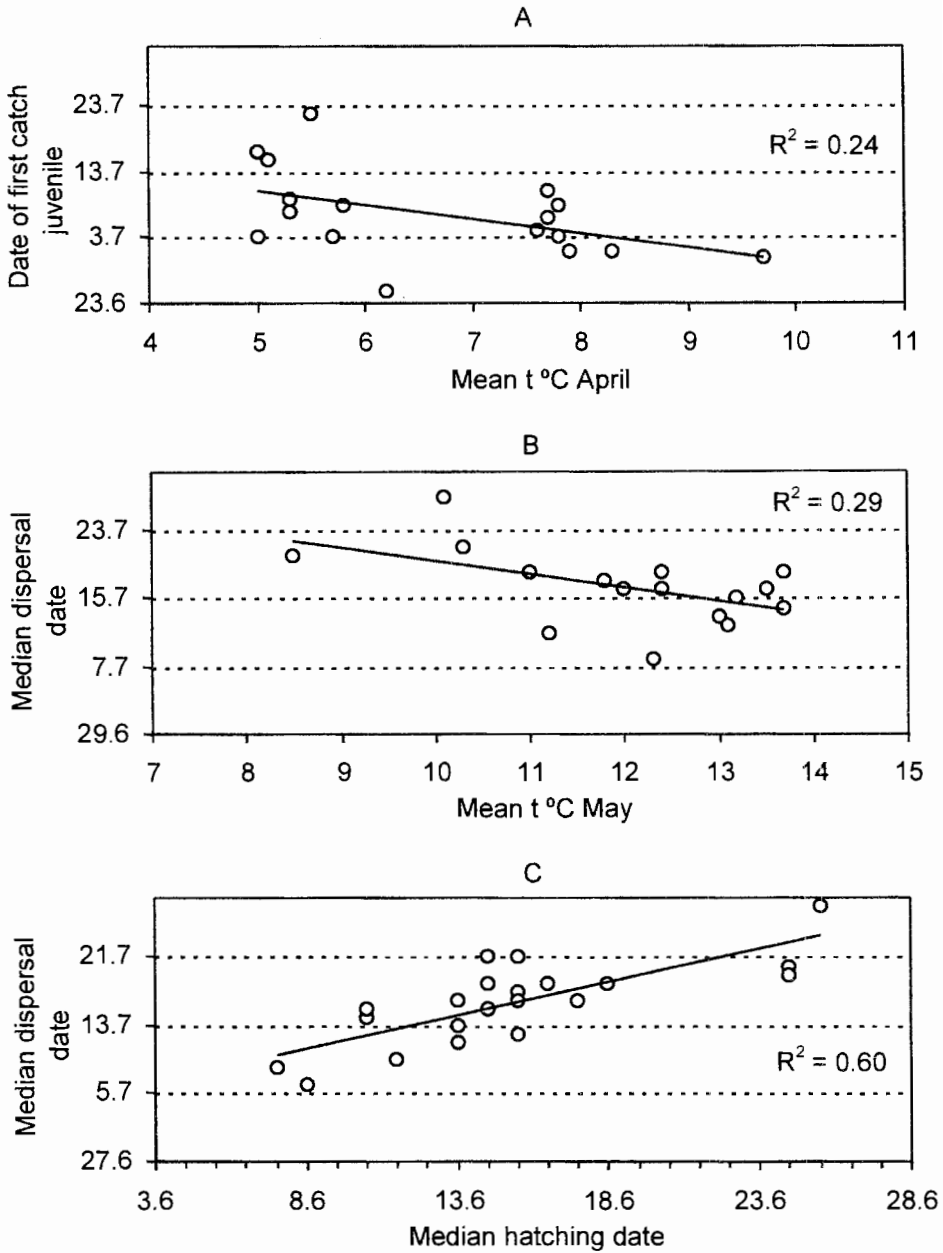 A
Date of first catch
juvenile
23.7
13.7
3.7
23.6
R² = 0.24
4 5 6 7 8 9 10 11
Mean t ºC April
B
Median dispersal
date
23.7
15.7
7.7
29.6
R² = 0.29
7 8 9 10 11 12 13 14 15
Mean t ºC May
C
Median dispersal
date
21.7
13.7
5.7
27.6
R² = 0.60
3.6 8.6 13.6 18.6 23.6 28.6
Median hatching date